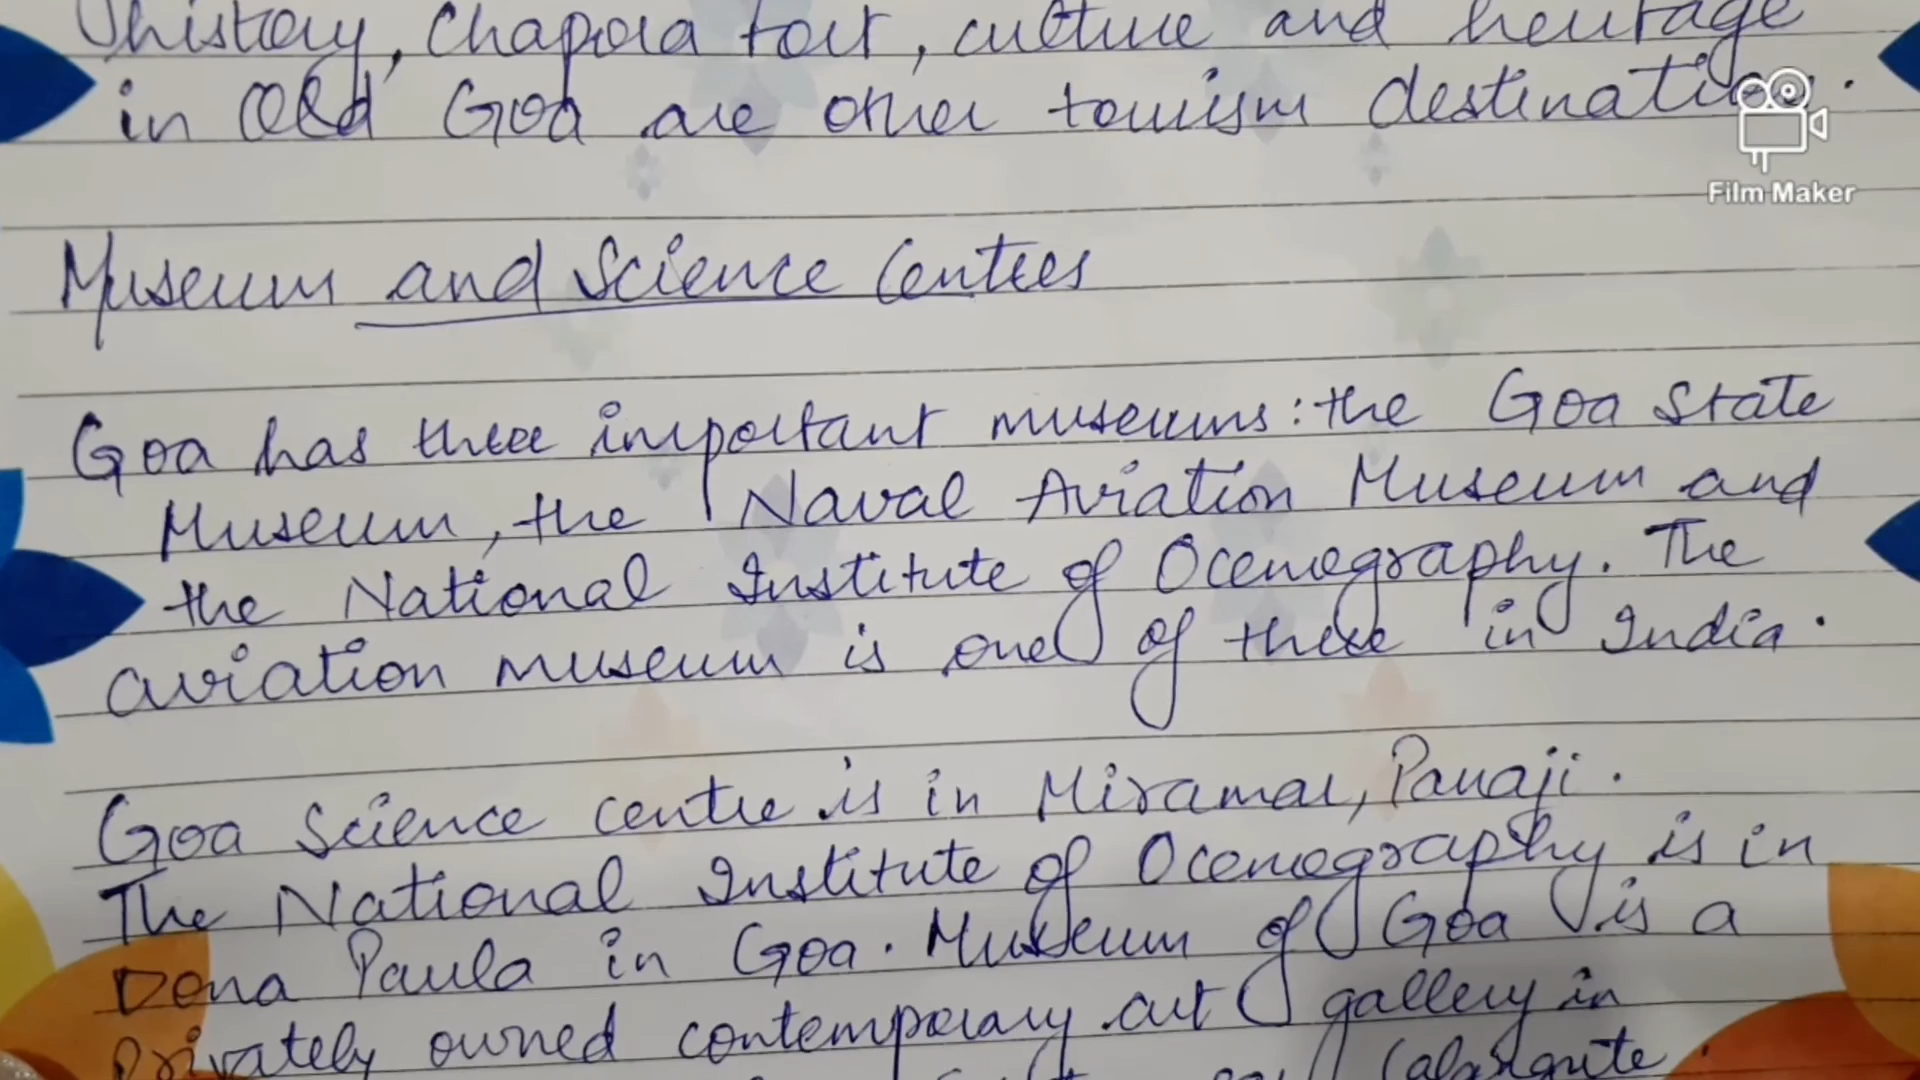 history, Chapora fort, culture and heritage
in Old Goa are other tourism destination.
Film Maker
Museum and Science Centres
Goa has three important museums: the Goa State
Museum, the Naval Aviation Museum and
the National Institute of Ocenography. The
aviation museum is one of these in India.
Goa Science centre is in Miramar, Panaji.
The National Institute of Ocenography is in
Dona Paula in Goa. Museum of Goa is a
privately owned contemporary art gallery in